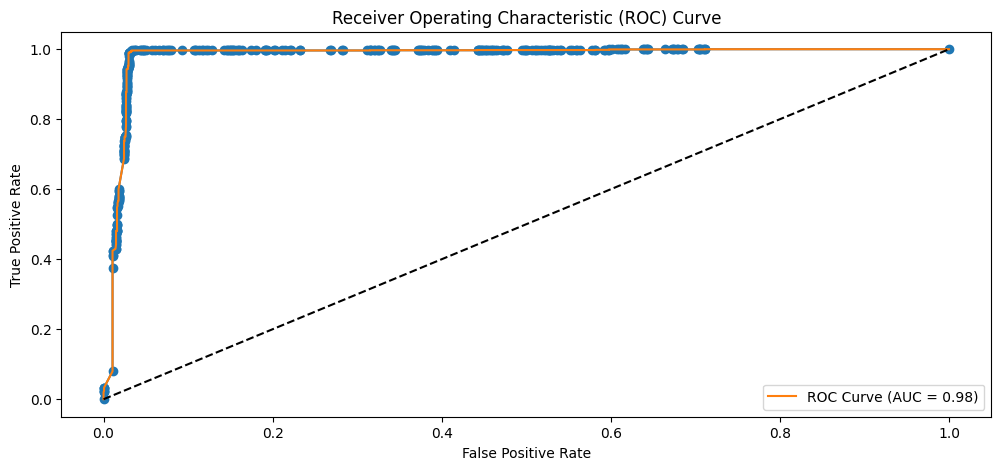 Receiver Operating Characteristic (ROC) Curve
True Positive Rate
1.0
0.8
0.6
0.4
0.2
0.0
ROC Curve (AUC = 0.98)
0.0 0.2 0.4 0.6 0.8 1.0
False Positive Rate